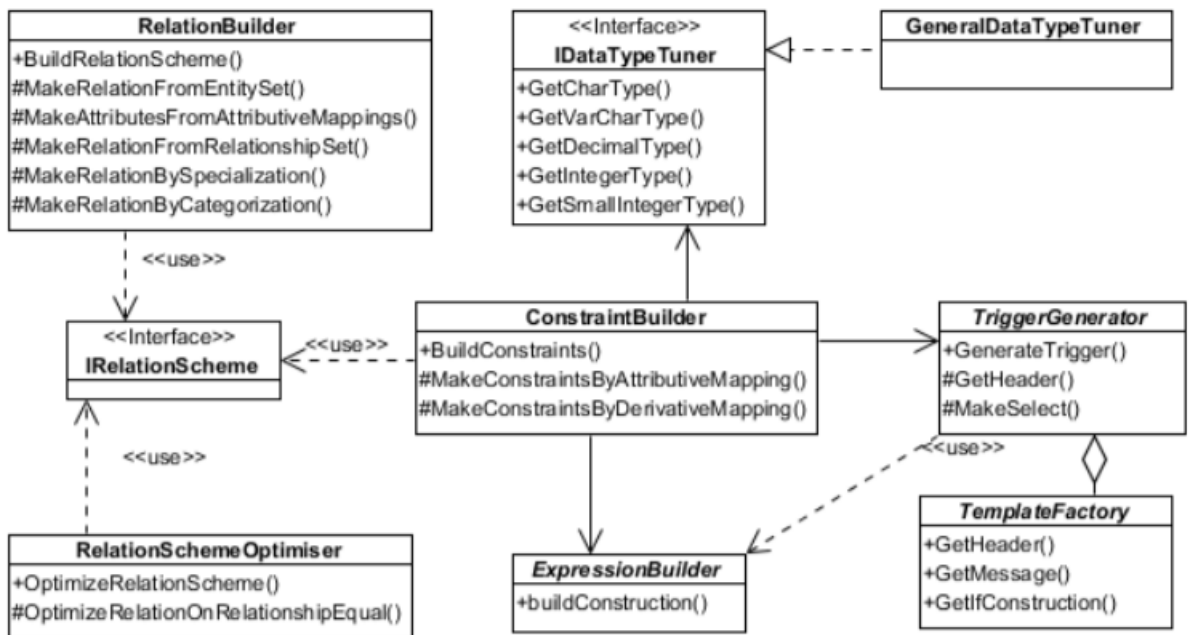 RelationBuilder
+BuildRelationScheme()
#MakeRelationFromEntitySet()
#MakeAttributesFromAttributiveMappings()
#MakeRelationFromRelationshipSet()
#MakeRelationBySpecialization()
#MakeRelationByCategorization()
<<Interface>>
IDataTypeTuner
+GetCharType()
+GetVarCharType()
+GetDecimalType()
+GetIntegerType()
+GetSmallIntegerType()
GeneralDataTypeTuner
<<use>>
<<Interface>>
IRelationScheme
<<use>>
ConstraintBuilder
+BuildConstraints()
#MakeConstraintsByAttributiveMapping()
#MakeConstraintsByDerivativeMapping()
TriggerGenerator
+GenerateTrigger()
#GetHeader()
#MakeSelect()
<<use>>
<<use>>
RelationSchemeOptimiser
+OptimizeRelationScheme()
#OptimizeRelationOnRelationshipEqual()
ExpressionBuilder
+buildConstruction()
TemplateFactory
+GetHeader()
+GetMessage()
+GetIfConstruction()